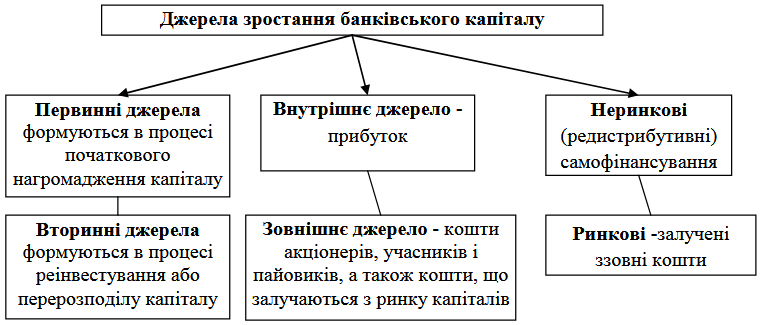 Джерела зростання банківського капіталу
Первинні джерела
формуються в процесі
початкового
нагромадження капіталу
Внутрішнє джерело -
прибуток
Неринкові
(редистрибутивні)
самофінансування
Вторинні джерела
формуються в процесі
реінвестування або
перерозподілу капіталу
Зовнішнє джерело - кошти
акціонерів, учасників і
пайовиків, а також кошти, що
залучаються з ринку капіталів
Ринкові -залучені
ззовні кошти